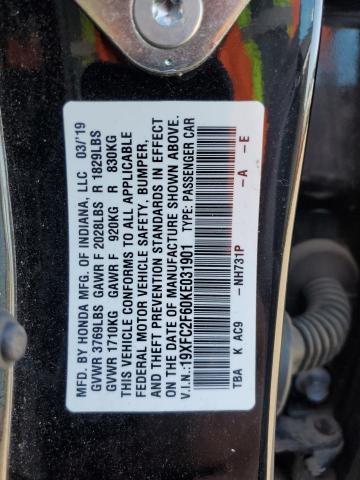 MFD. BY HONDA MFG. OF INDIANA, LLC 03/'19
GVWR 3769LBS GAWR F 2028LBS R 1829LBS
GVWR 1710KG GAWR F 920KG R 830KG
THIS VEHICLE CONFORMS TO ALL APPLICABLE
FEDERAL MOTOR VEHICLE SAFETY, BUMPER,
AND THEFT PREVENTION STANDARDS IN EFFECT
ON THE DATE OF MANUFACTURE SHOWN ABOVE.
V.I.N.:19XFC2F60KE031901 TYPE: PASSENGER CAR
-NH731P -A -E
TBA K AC9